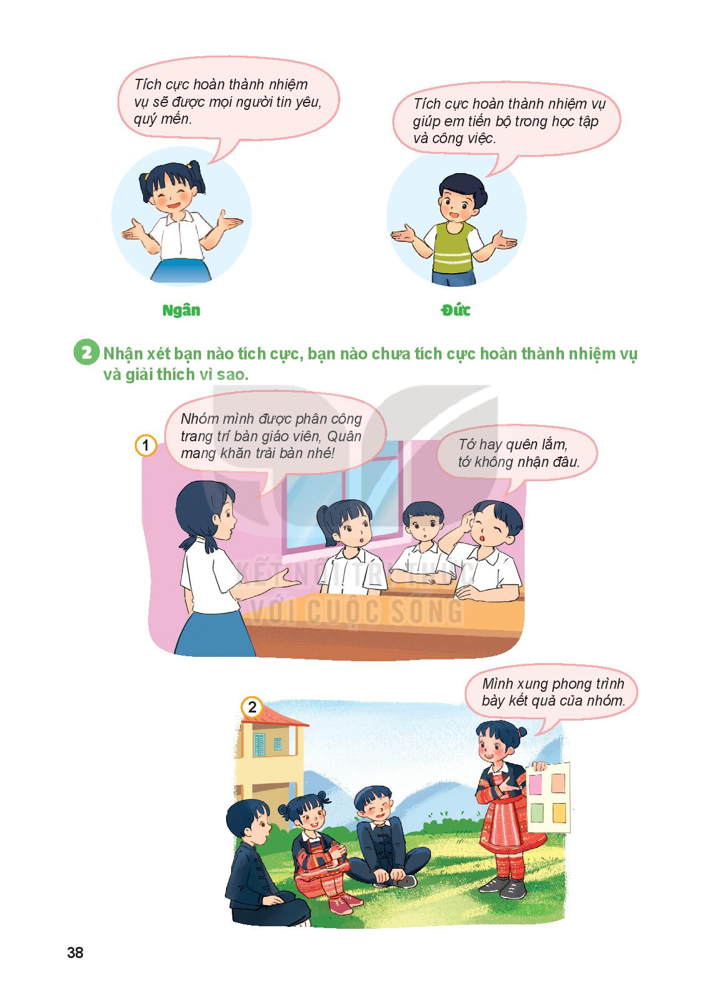 Tích cực hoàn thành nhiệm
vụ sẽ được mọi người tin yêu,
quý mến.
Tích cực hoàn thành nhiệm vụ
giúp em tiến bộ trong học tập
và công việc.
Ngân
Đức
2 Nhận xét bạn nào tích cực, bạn nào chưa tích cực hoàn thành nhiệm vụ
và giải thích vì sao.
1
Nhóm mình được phân công
trang trí bàn giáo viên, Quân
mang khăn trải bàn nhé!
Tớ hay quên lắm,
tớ không nhận đâu.
KẾT NỐI TRI THỨC
VỚI CUỘC SỐNG
2
Mình xung phong trình
bày kết quả của nhóm.
38